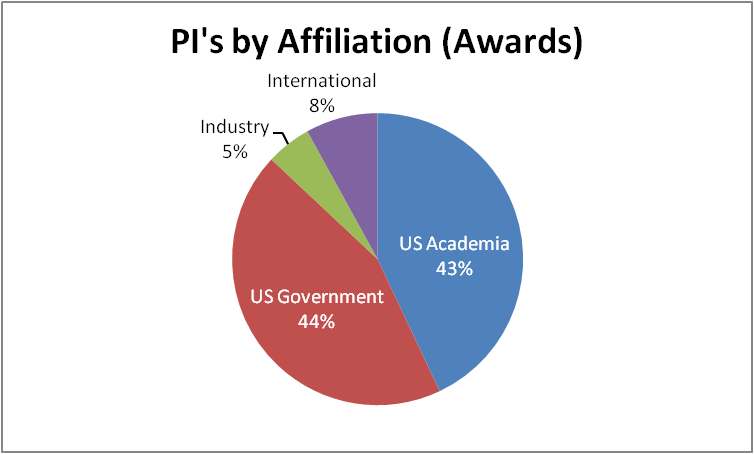 PI's by Affiliation (Awards)
International
8%
Industry
5%
US Academia
43%
US Government
44%